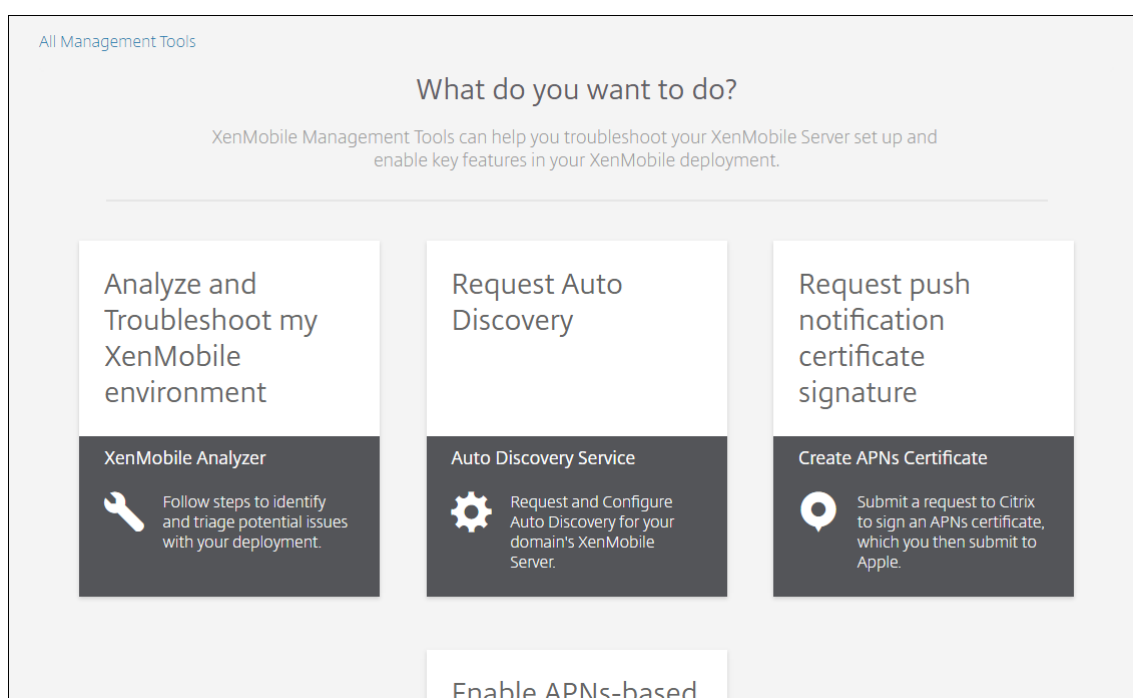 All Management Tools
What do you want to do?
XenMobile Management Tools can help you troubleshoot your XenMobile Server set up and
enable key features in your XenMobile deployment.
Analyze and
Troubleshoot my
XenMobile
environment
XenMobile Analyzer
Follow steps to identify
and triage potential issues
with your deployment.
Request Auto
Discovery
Auto Discovery Service
Request and Configure
Auto Discovery for your
domain's XenMobile
Server.
Request push
notification
certificate
signature
Create APNs Certificate
Submit a request to Citrix
to sign an APNs certificate,
which you then submit to
Apple.
Enable APNs-based